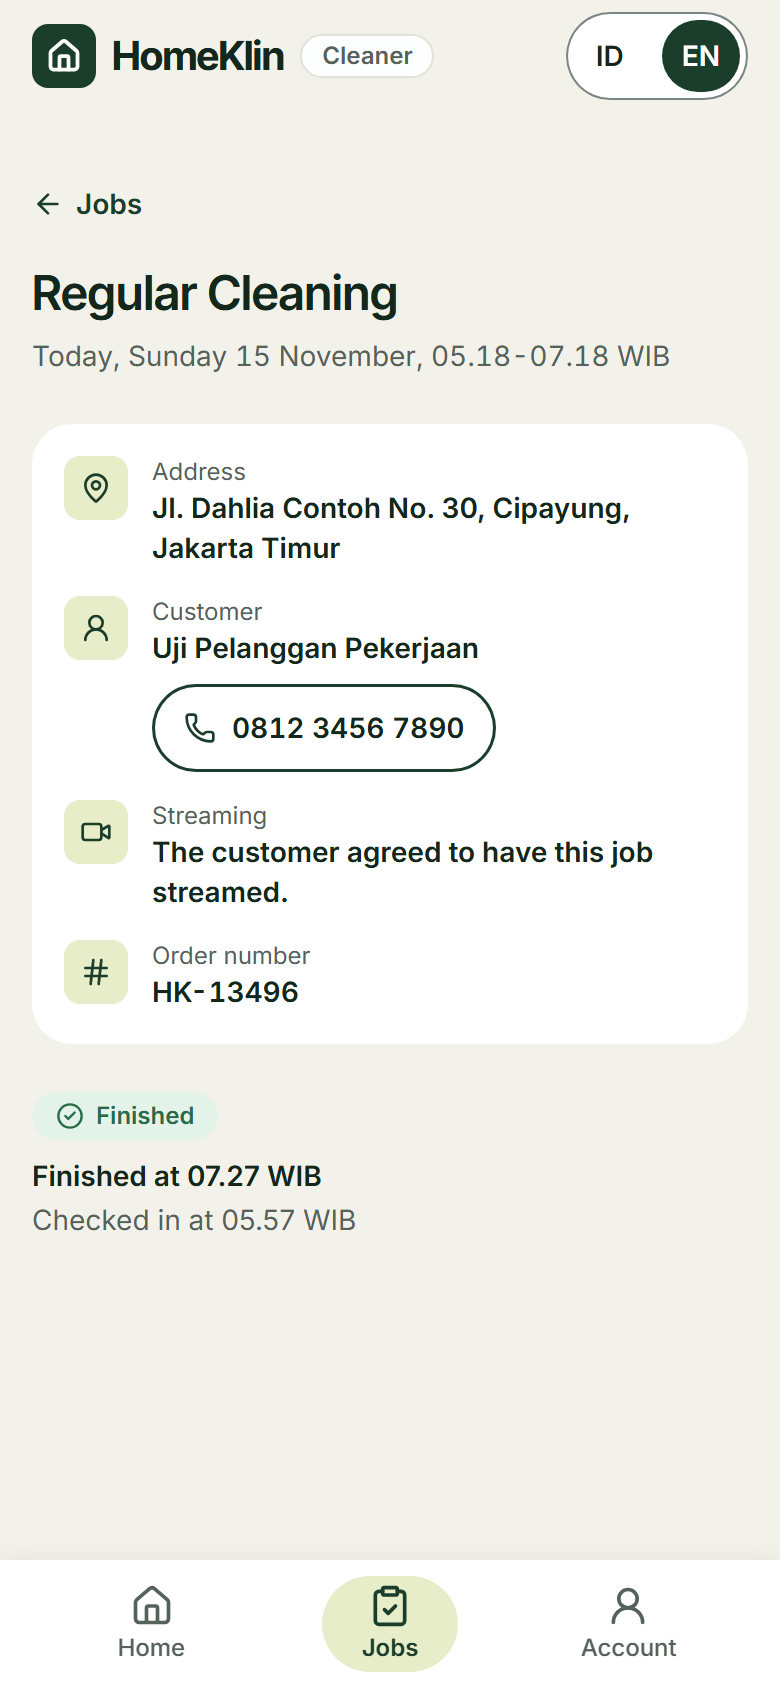 HomeKlin
Cleaner
ID
EN
Jobs
Regular Cleaning
Today, Sunday 15 November, 05.18-07.18 WIB
Address
Jl. Dahlia Contoh No. 30, Cipayung,
Jakarta Timur
Customer
Uji Pelanggan Pekerjaan
0812 3456 7890
Streaming
The customer agreed to have this job
streamed.
Order number
HK-13496
Finished
Finished at 07.27 WIB
Checked in at 05.57 WIB
Home
Jobs
Account